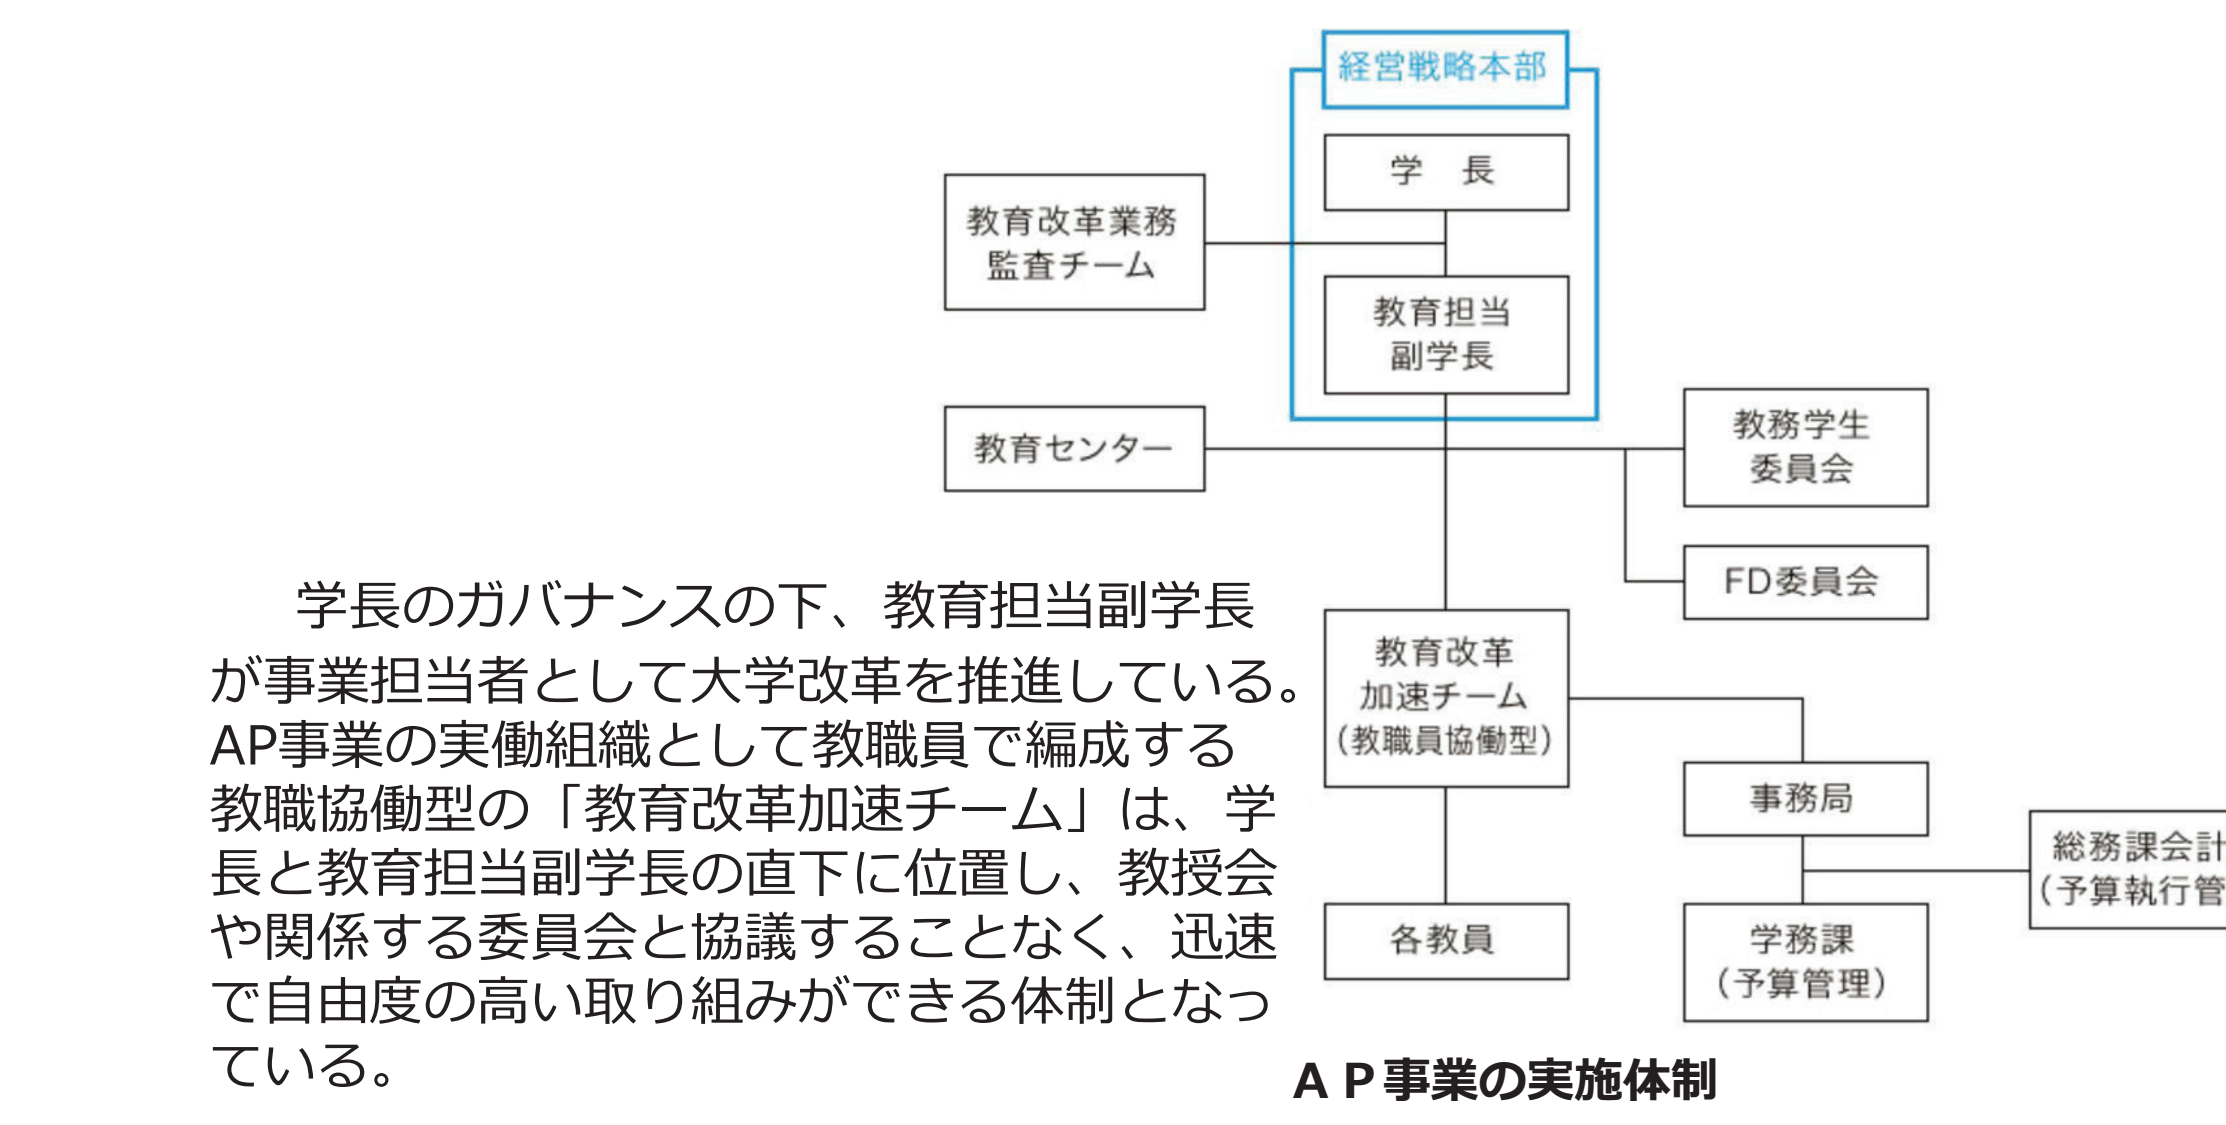 経営戦略本部
学　長
教育改革業務
監査チーム
教育担当
副学長
教育センター
教務学生
委員会
FD委員会
教育改革
加速チーム
（教職員協働型）
事務局
総務課会計
（予算執行管
各教員
学務課
（予算管理）
学長のガバナンスの下、教育担当副学長
が事業担当者として大学改革を推進している。
AP事業の実働組織として教職員で編成する
教職協働型の「教育改革加速チーム」は、学
長と教育担当副学長の直下に位置し、教授会
や関係する委員会と協議することなく、迅速
で自由度の高い取り組みができる体制となっ
ている。
ＡＰ事業の実施体制